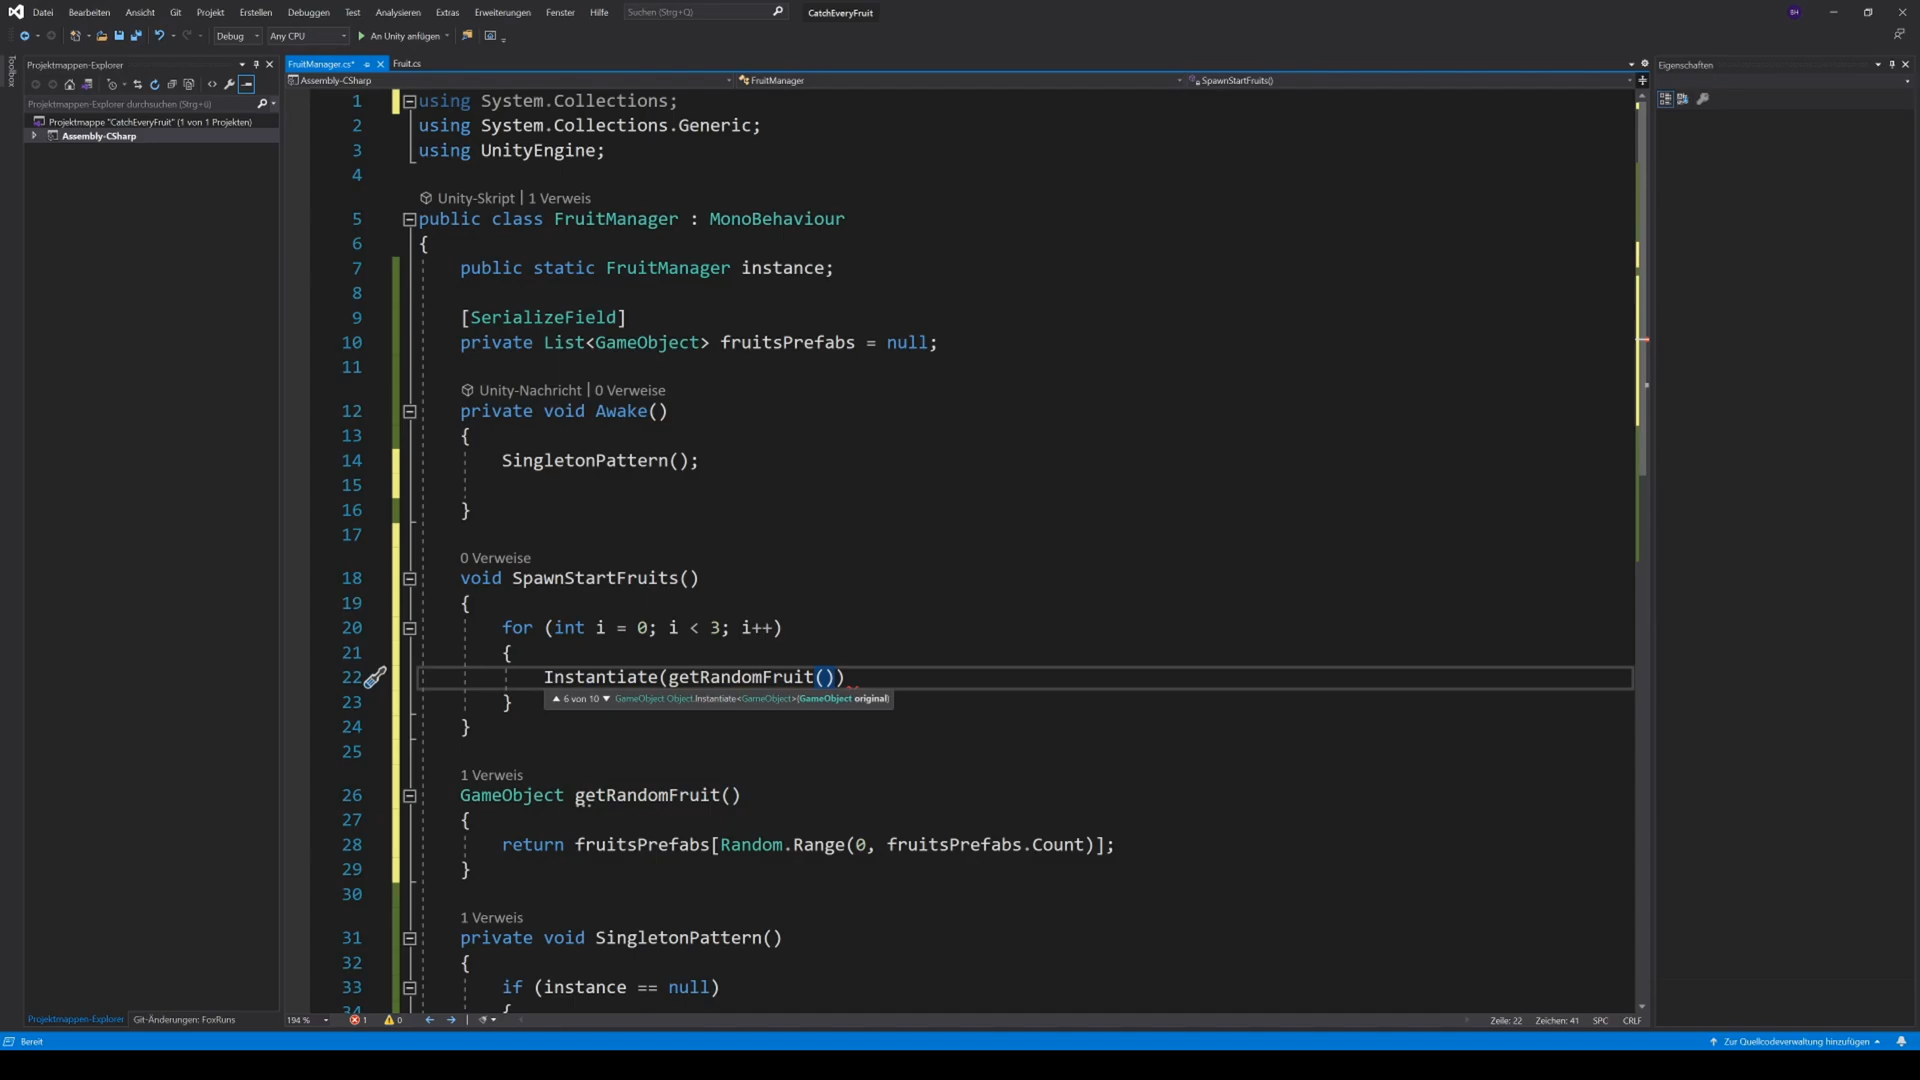 Datei Bearbeiten Ansicht Git Projekt Erstellen Debuggen Test Analysieren Extras Erweiterungen Fenster Hilfe Suchen (Strg+Q) CatchEveryFruit BH
Debug Any CPU An Unity anfügen
Toolbox
Projektmappen-Explorer
Projektmappen-Explorer durchsuchen (Strg+ü)
Projektmappe "CatchEveryFruit" (1 von 1 Projekten)
Assembly-CSharp
FruitManager.cs* Fruit.cs
Assembly-CSharp FruitManager SpawnStartFruits()
Eigenschaften
1 using System.Collections;
2 using System.Collections.Generic;
3 using UnityEngine;
4
Unity-Skript | 1 Verweis
5 public class FruitManager : MonoBehaviour
6 {
7 public static FruitManager instance;
8
9 [SerializeField]
10 private List<GameObject> fruitsPrefabs = null;
11
Unity-Nachricht | 0 Verweise
12 private void Awake()
13 {
14 SingletonPattern();
15
16 }
17
0 Verweise
18 void SpawnStartFruits()
19 {
20 for (int i = 0; i < 3; i++)
21 {
22 Instantiate(getRandomFruit())
▲ 6 von 10 ▼ GameObject Object.Instantiate<GameObject>(GameObject original)
23 }
24 }
25
1 Verweis
26 GameObject getRandomFruit()
27 {
28 return fruitsPrefabs[Random.Range(0, fruitsPrefabs.Count)];
29 }
30
1 Verweis
31 private void SingletonPattern()
32 {
33 if (instance == null)
34 {
Projektmappen-Explorer Git-Änderungen: FoxRuns
194 % 1 0 Zeile: 22 Zeichen: 41 SPC CRLF
Bereit Zur Quellcodeverwaltung hinzufügen